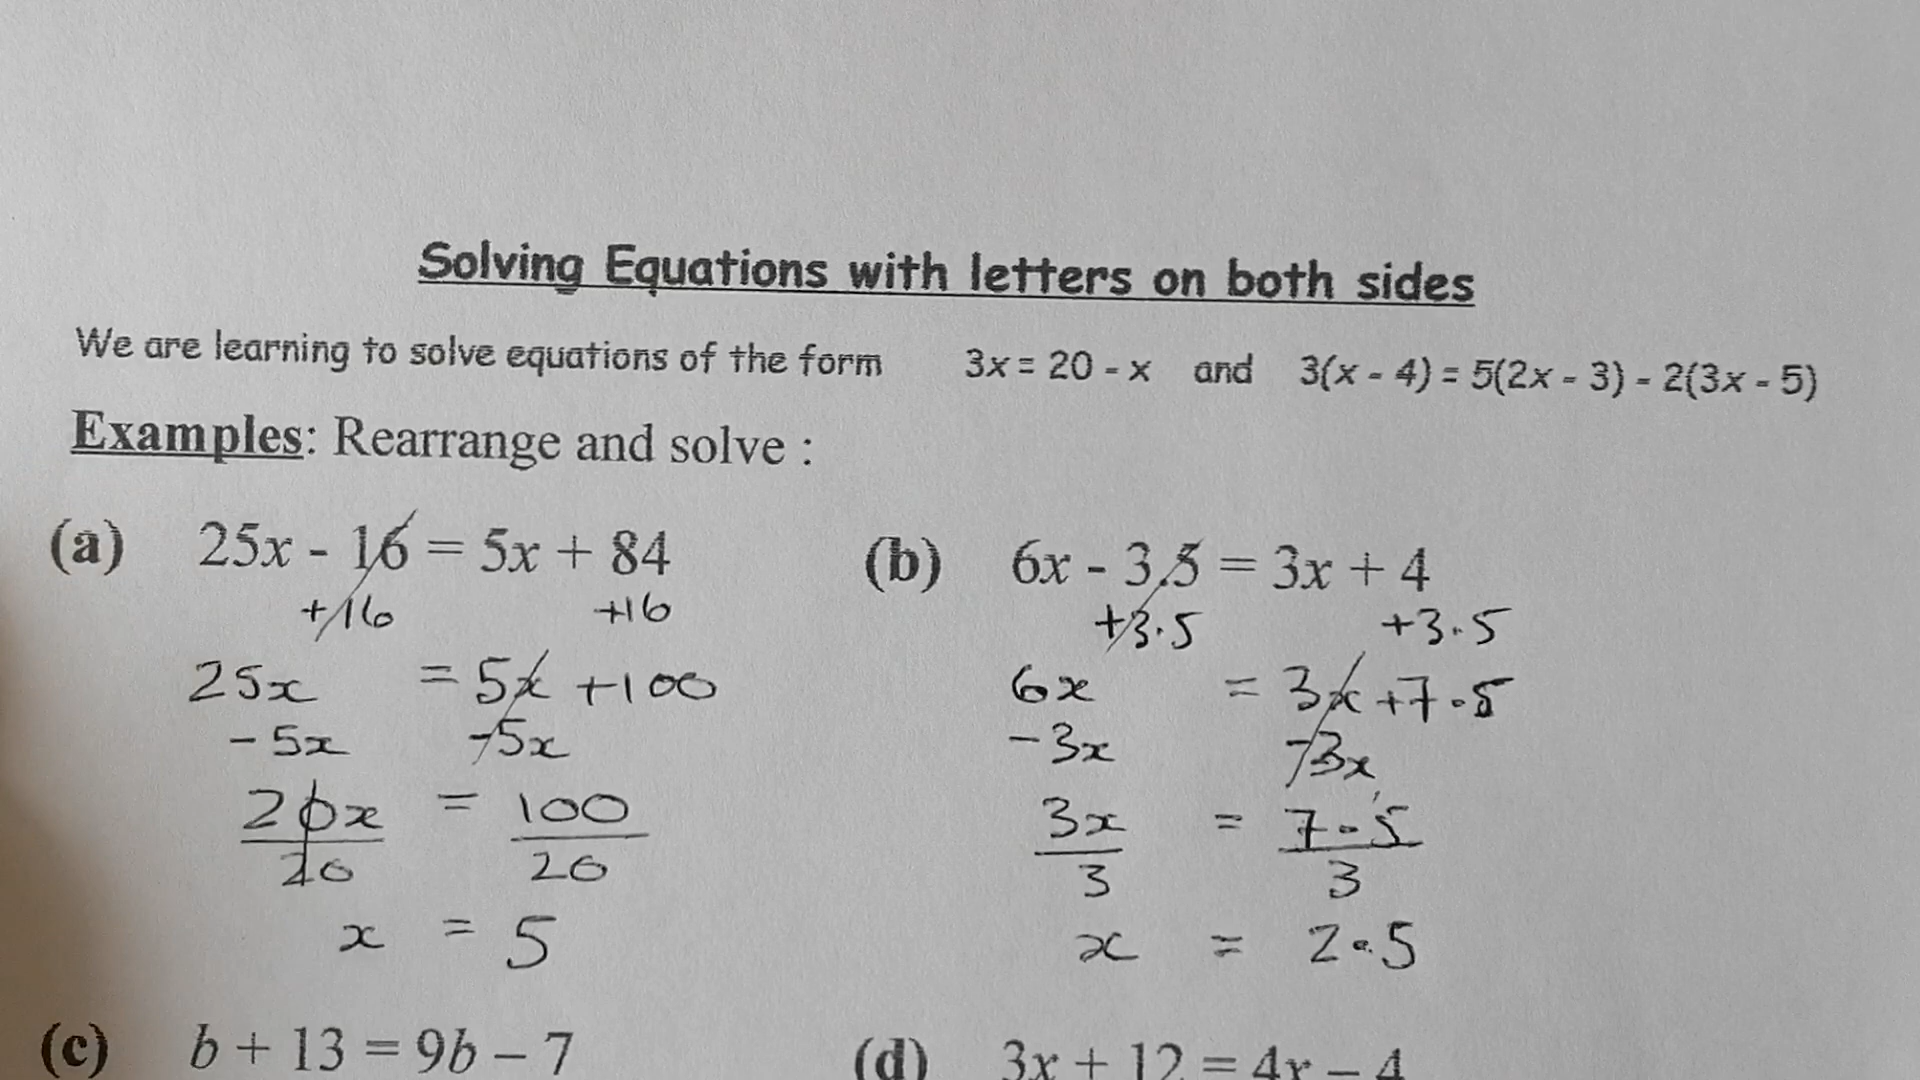 Solving Equations with letters on both sides
We are learning to solve equations of the form 3x = 20 - x and 3(x - 4) = 5(2x - 3) - 2(3x - 5)
Examples: Rearrange and solve :
(a) 25x - 16 = 5x + 84
+16 +16
25x = 5x + 100
- 5x -5x
20x = 100
20 20
x = 5
(b) 6x - 3.5 = 3x + 4
+3.5 +3.5
6x = 3x + 7.5
- 3x -3x
3x = 7.5
3 3
x = 2.5
(c) b + 13 = 9b – 7
(d) 3x + 12 = 4x – 4